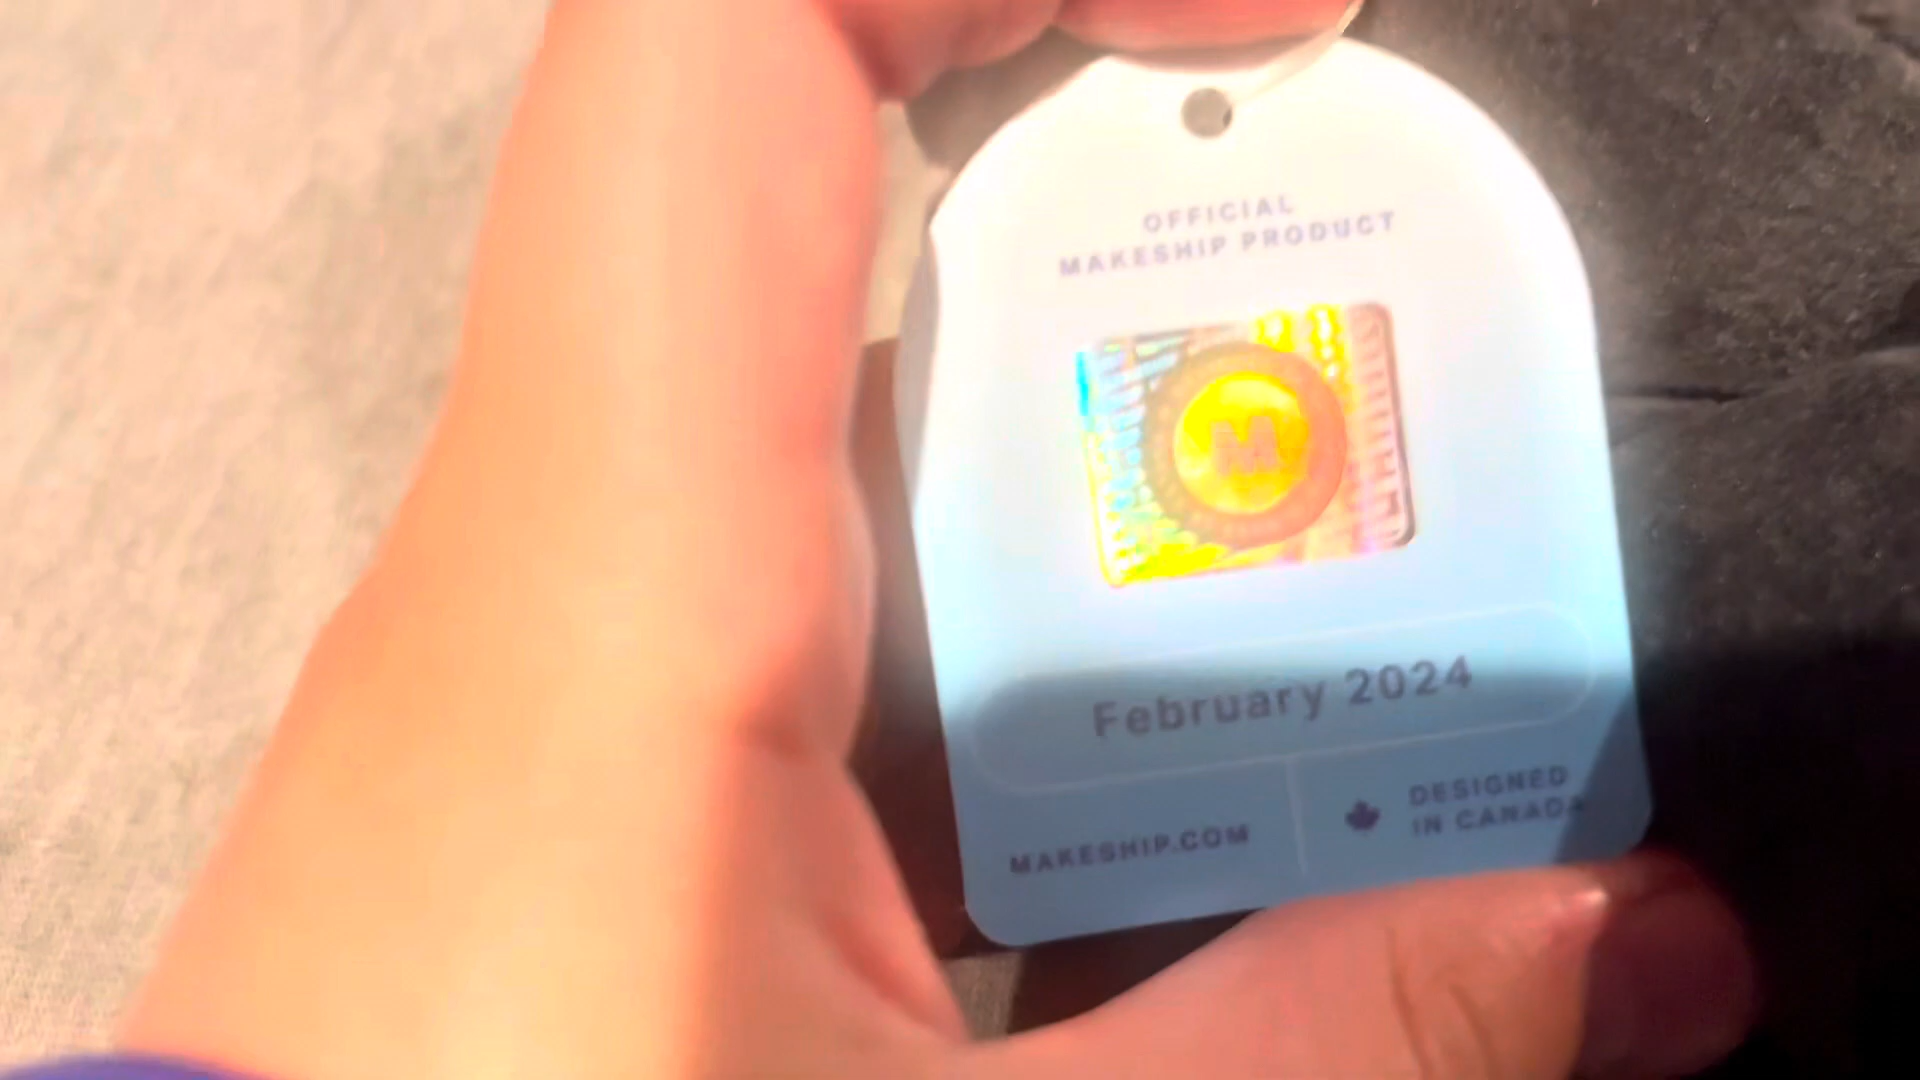 OFFICIAL
MAKESHIP PRODUCT
M
February 2024
MAKESHIP.COM
DESIGNED
IN CANADA